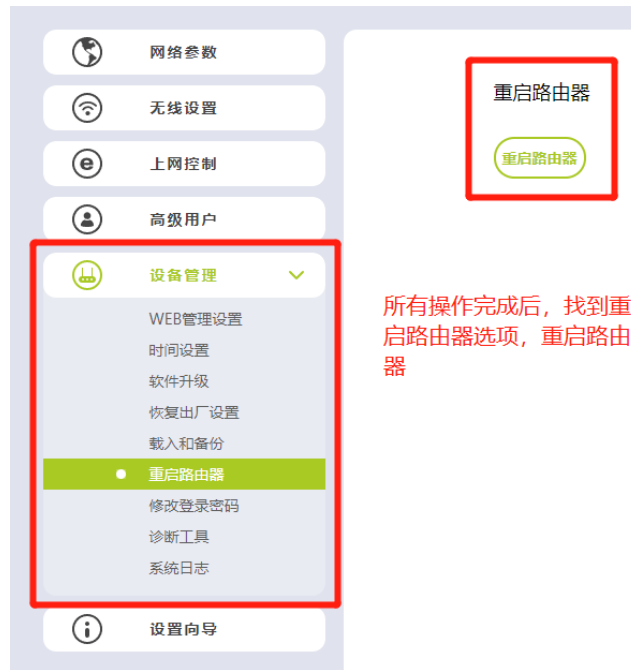 网络参数
无线设置
上网控制
高级用户
设备管理
WEB管理设置
时间设置
软件升级
恢复出厂设置
载入和备份
重启路由器
修改登录密码
诊断工具
系统日志
设置向导
重启路由器
重启路由器
所有操作完成后，找到重
启路由器选项，重启路由
器